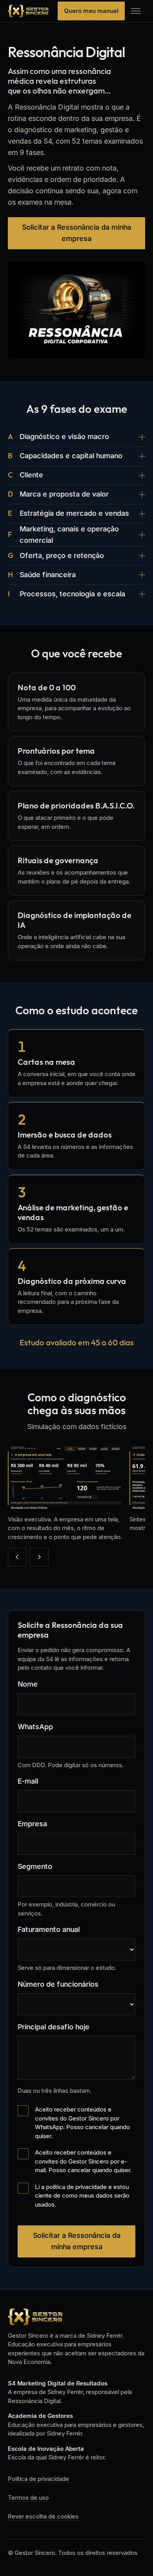 {X} GESTOR SINCERO
Quero meu manual
Ressonância Digital
Assim como uma ressonância
médica revela estruturas
que os olhos não enxergam...
A Ressonância Digital mostra o que a
rotina esconde dentro da sua empresa. É
o diagnóstico de marketing, gestão e
vendas da S4, com 52 temas examinados
em 9 fases.
Você recebe um retrato com nota,
evidências e ordem de prioridade. A
decisão continua sendo sua, agora com
os exames na mesa.
Solicitar a Ressonância da minha
empresa
RESSONÂNCIA
DIGITAL CORPORATIVA
As 9 fases do exame
A Diagnóstico e visão macro
B Capacidades e capital humano
C Cliente
D Marca e proposta de valor
E Estratégia de mercado e vendas
F Marketing, canais e operação
comercial
G Oferta, preço e retenção
H Saúde financeira
I Processos, tecnologia e escala
O que você recebe
Nota de 0 a 100
Uma medida única da maturidade da
empresa, para acompanhar a evolução ao
longo do tempo.
Prontuários por tema
O que foi encontrado em cada tema
examinado, com as evidências.
Plano de prioridades B.A.S.I.C.O.
O que atacar primeiro e o que pode
esperar, em ordem.
Rituais de governança
As reuniões e os acompanhamentos que
mantêm o plano de pé depois da entrega.
Diagnóstico de implantação de
IA
Onde a inteligência artificial cabe na sua
operação e onde ainda não cabe.
Como o estudo acontece
1
Cartas na mesa
A conversa inicial, em que você conta onde
a empresa está e aonde quer chegar.
2
Imersão e busca de dados
A S4 levanta os números e as informações
de cada área.
3
Análise de marketing, gestão e
vendas
Os 52 temas são examinados, um a um.
4
Diagnóstico da próxima curva
A leitura final, com o caminho
recomendado para a próxima fase da
empresa.
Estudo avaliado em 45 a 60 dias
Como o diagnóstico
chega às suas mãos
Simulação com dados fictícios
A empresa em uma tela
R$ 300 mil
R$ 40 mil
R$ 90 mil
70%
120
61,9
Visão executiva. A empresa em uma tela,
com o resultado do mês, o ritmo de
crescimento e o ponto que pede atenção.
Solicite a Ressonância da sua
empresa
Enviar o pedido não gera compromisso. A
equipe da S4 lê as informações e retorna
pelo contato que você informar.
Nome
WhatsApp
Com DDD. Pode digitar só os números.
E-mail
Empresa
Segmento
Por exemplo, indústria, comércio ou
serviços.
Faturamento anual
Serve só para dimensionar o estudo.
Número de funcionários
Principal desafio hoje
Duas ou três linhas bastam.
Aceito receber conteúdos e
convites do Gestor Sincero por
WhatsApp. Posso cancelar quando
quiser.
Aceito receber conteúdos e
convites do Gestor Sincero por e-
mail. Posso cancelar quando quiser.
Li a política de privacidade e estou
ciente de como meus dados serão
usados.
Solicitar a Ressonância da
minha empresa
{X} GESTOR SINCERO
Gestor Sincero é a marca de Sidney Ferrér.
Educação executiva para empresários
experientes que não aceitam ser espectadores da
Nova Economia.
S4 Marketing Digital de Resultados
A empresa de Sidney Ferrér, responsável pela
Ressonância Digital.
Academia de Gestores
Educação executiva para empresários e gestores,
idealizada por Sidney Ferrér.
Escola de Inovação Aberta
Escola da qual Sidney Ferrér é reitor.
Política de privacidade
Termos de uso
Rever escolha de cookies
© Gestor Sincero. Todos os direitos reservados